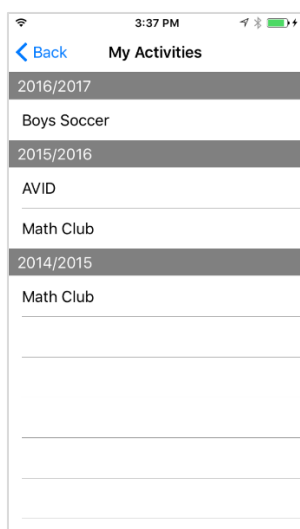 3:37 PM
Back My Activities
2016/2017
Boys Soccer
2015/2016
AVID
Math Club
2014/2015
Math Club